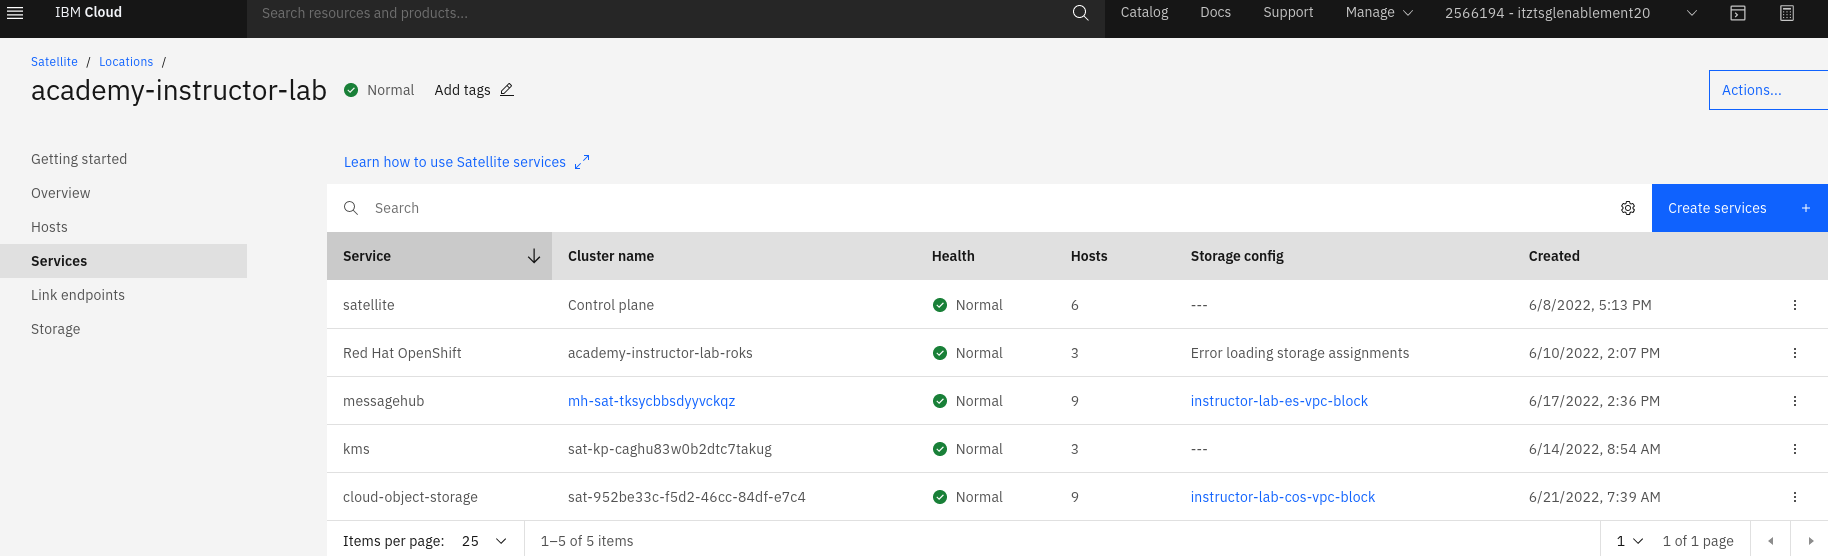 IBM Cloud Search resources and products... Catalog Docs Support Manage 2566194 - itztsglenablement20
Satellite / Locations /
academy-instructor-lab Normal Add tags Actions...
Getting started
Overview
Hosts
Services
Link endpoints
Storage
Learn how to use Satellite services
Search Create services +
Service Cluster name Health Hosts Storage config Created
satellite Control plane Normal 6 --- 6/8/2022, 5:13 PM
Red Hat OpenShift academy-instructor-lab-roks Normal 3 Error loading storage assignments 6/10/2022, 2:07 PM
messagehub mh-sat-tksycbbsdyyvckqz Normal 9 instructor-lab-es-vpc-block 6/17/2022, 2:36 PM
kms sat-kp-caghu83w0b2dtc7takug Normal 3 --- 6/14/2022, 8:54 AM
cloud-object-storage sat-952be33c-f5d2-46cc-84df-e7c4 Normal 9 instructor-lab-cos-vpc-block 6/21/2022, 7:39 AM
Items per page: 25 1–5 of 5 items 1 1 of 1 page